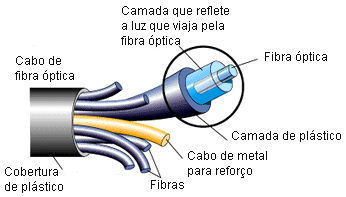 Camada que reflete
a luz que viaja pela
fibra óptica
Fibra óptica
Cabo de
fibra óptica
Camada de plástico
Cabo de metal
para reforço
Fibras
Cobertura
de plástico